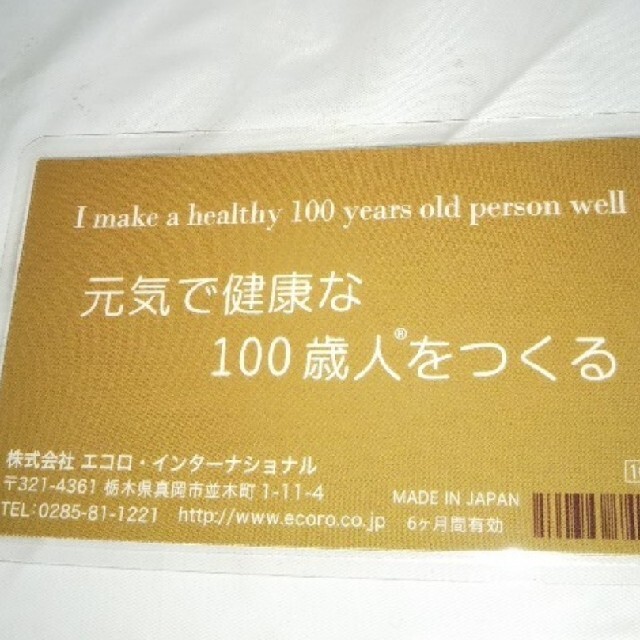 I make a healthy 100 years old person well
元気で健康な
100歳人®をつくる
株式会社 エコロ・インターナショナル
〒321-4361 栃木県真岡市並木町 1-11-4
TEL:0285-81-1221 http://www.ecoro.co.jp
MADE IN JAPAN
6ヶ月間有効